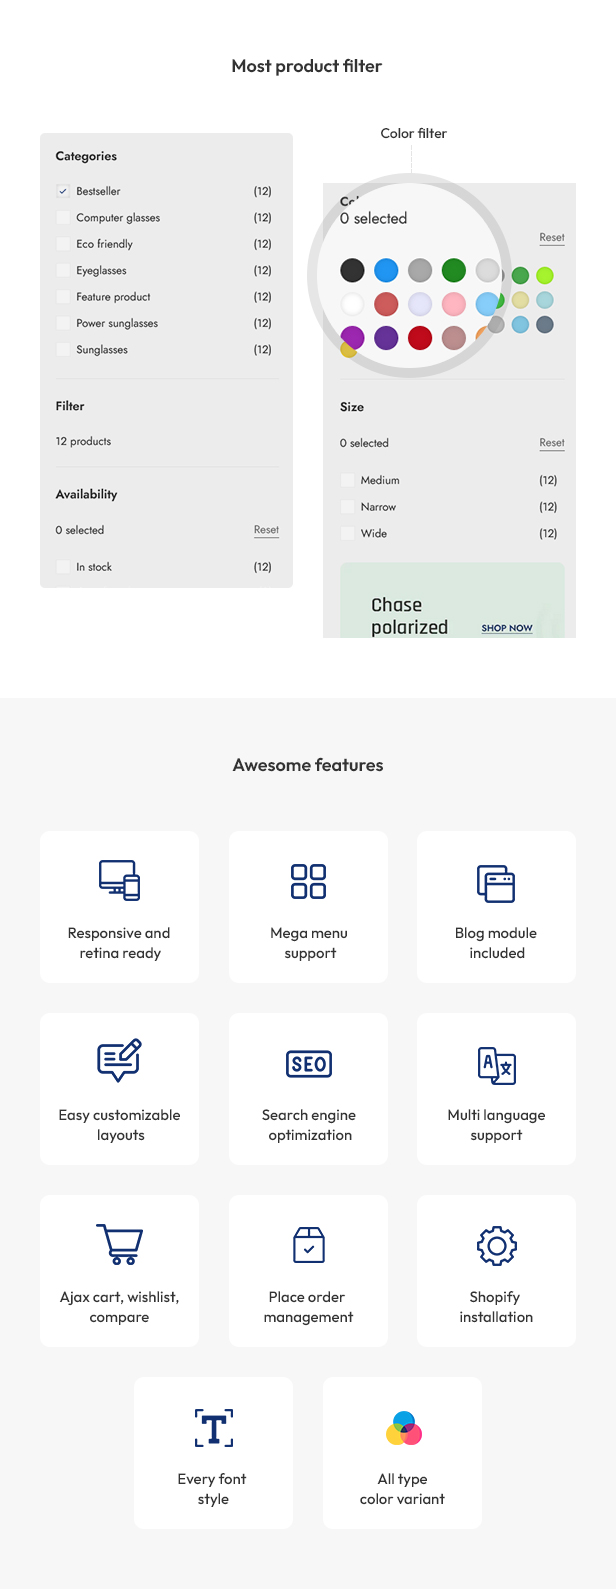 Most product filter
Categories
Bestseller (12)
Computer glasses (12)
Eco friendly (12)
Eyeglasses (12)
Feature product (12)
Power sunglasses (12)
Sunglasses (12)
Filter
12 products
Availability
0 selected Reset
In stock (12)
Color filter
0 selected
Reset
Size
0 selected Reset
Medium (12)
Narrow (12)
Wide (12)
Chase
polarized
SHOP NOW
Awesome features
Responsive and
retina ready
Mega menu
support
Blog module
included
Easy customizable
layouts
SEO
Search engine
optimization
A 文
Multi language
support
Ajax cart, wishlist,
compare
Place order
management
Shopify
installation
T
Every font
style
All type
color variant